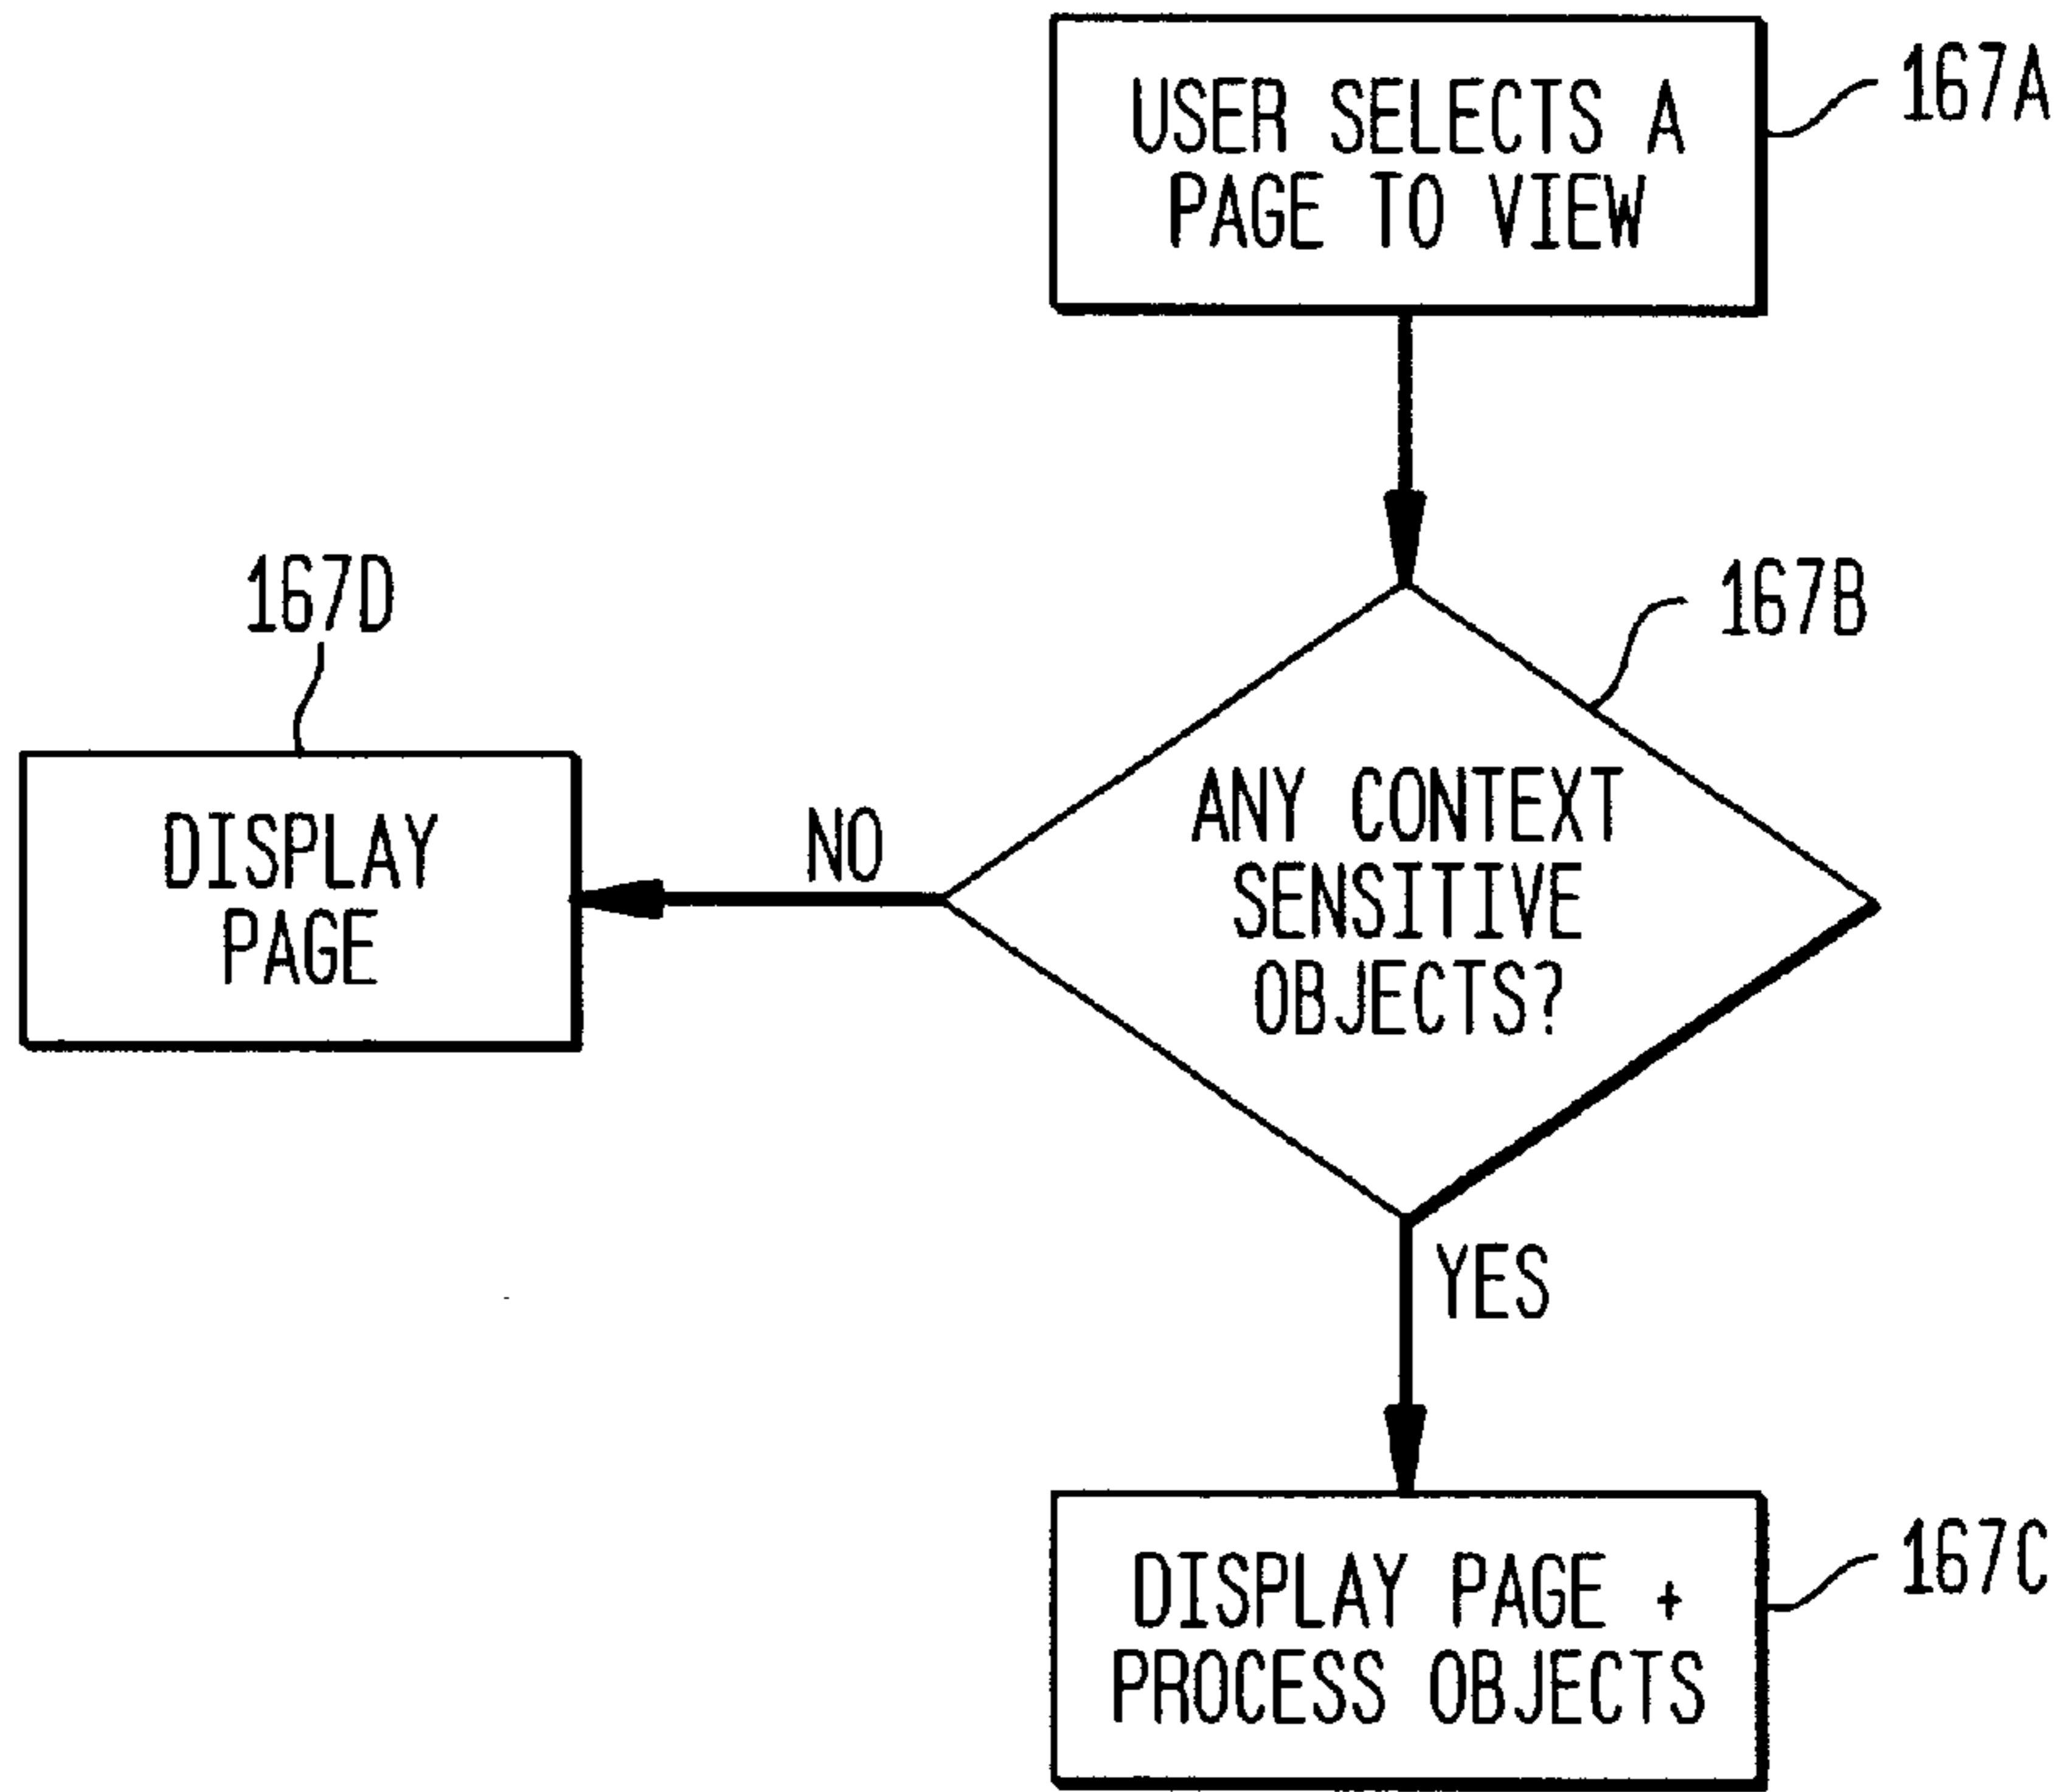 USER SELECTS A
PAGE TO VIEW
167A
167B
ANY CONTEXT
SENSITIVE
OBJECTS?
NO
167D
DISPLAY
PAGE
YES
DISPLAY PAGE +
PROCESS OBJECTS
167C